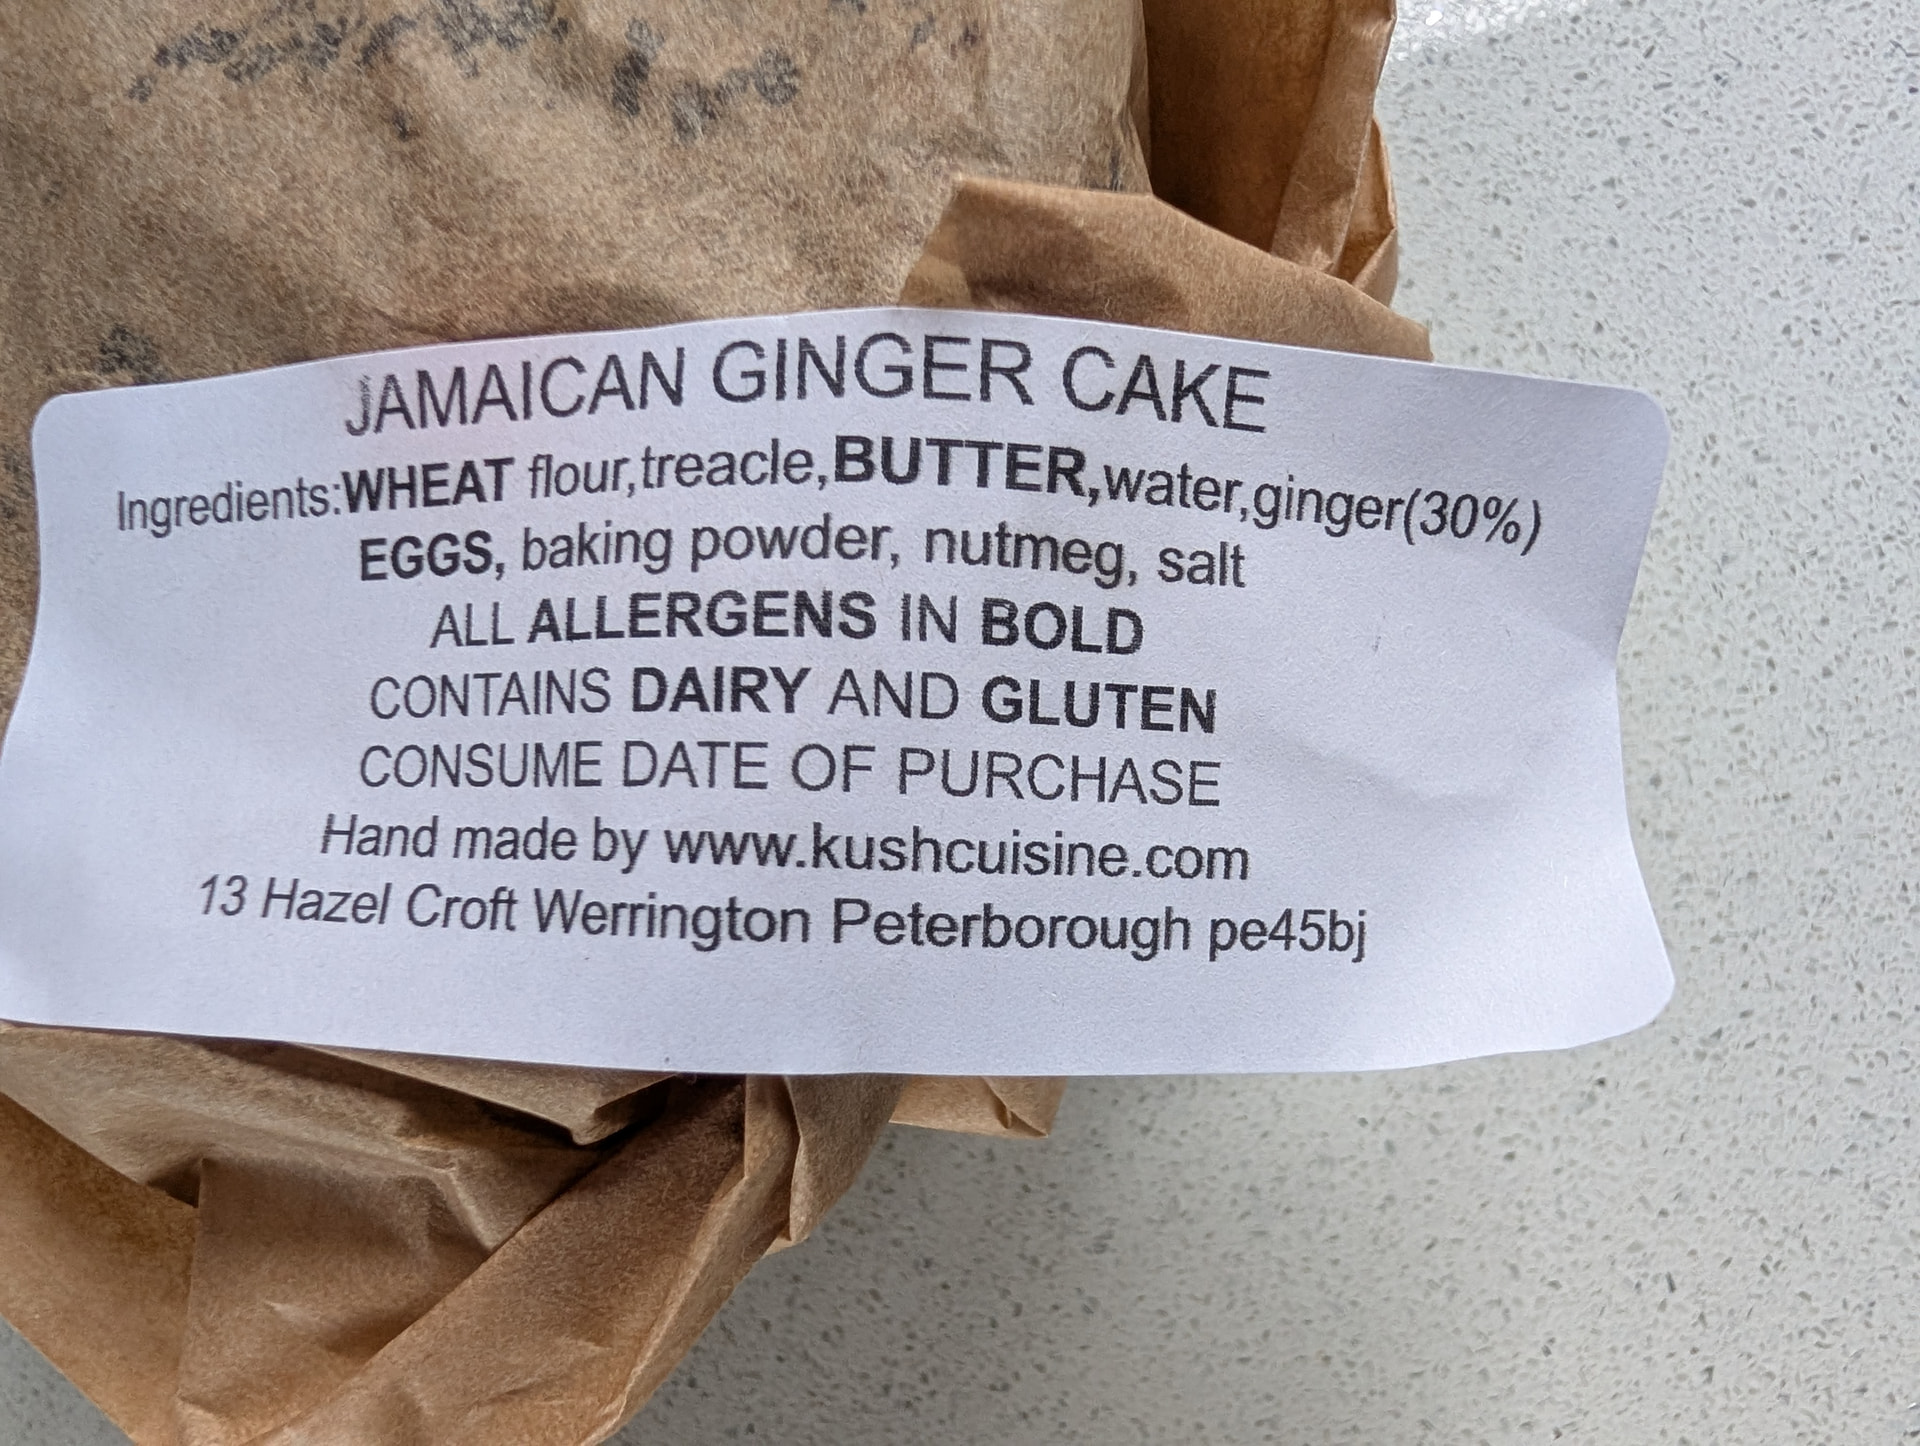 JAMAICAN GINGER CAKE
Ingredients:WHEAT flour,treacle,BUTTER,water,ginger(30%)
EGGS, baking powder, nutmeg, salt
ALL ALLERGENS IN BOLD
CONTAINS DAIRY AND GLUTEN
CONSUME DATE OF PURCHASE
Hand made by www.kushcuisine.com
13 Hazel Croft Werrington Peterborough pe45bj